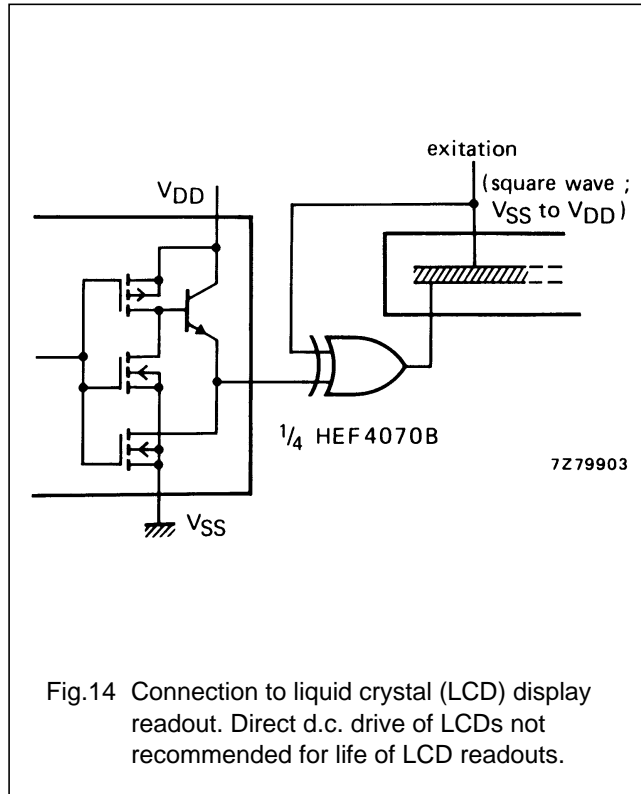 exitation
(square wave ;
VSS to VDD)
VDD
1/4 HEF4070B
7Z79903
VSS
Fig.14 Connection to liquid crystal (LCD) display
readout. Direct d.c. drive of LCDs not
recommended for life of LCD readouts.